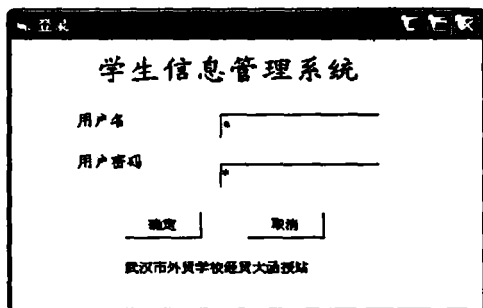 登录
学生信息管理系统
用户名
a
用户密码
*
确定 取消
武汉市外贸学校经贸大函授站